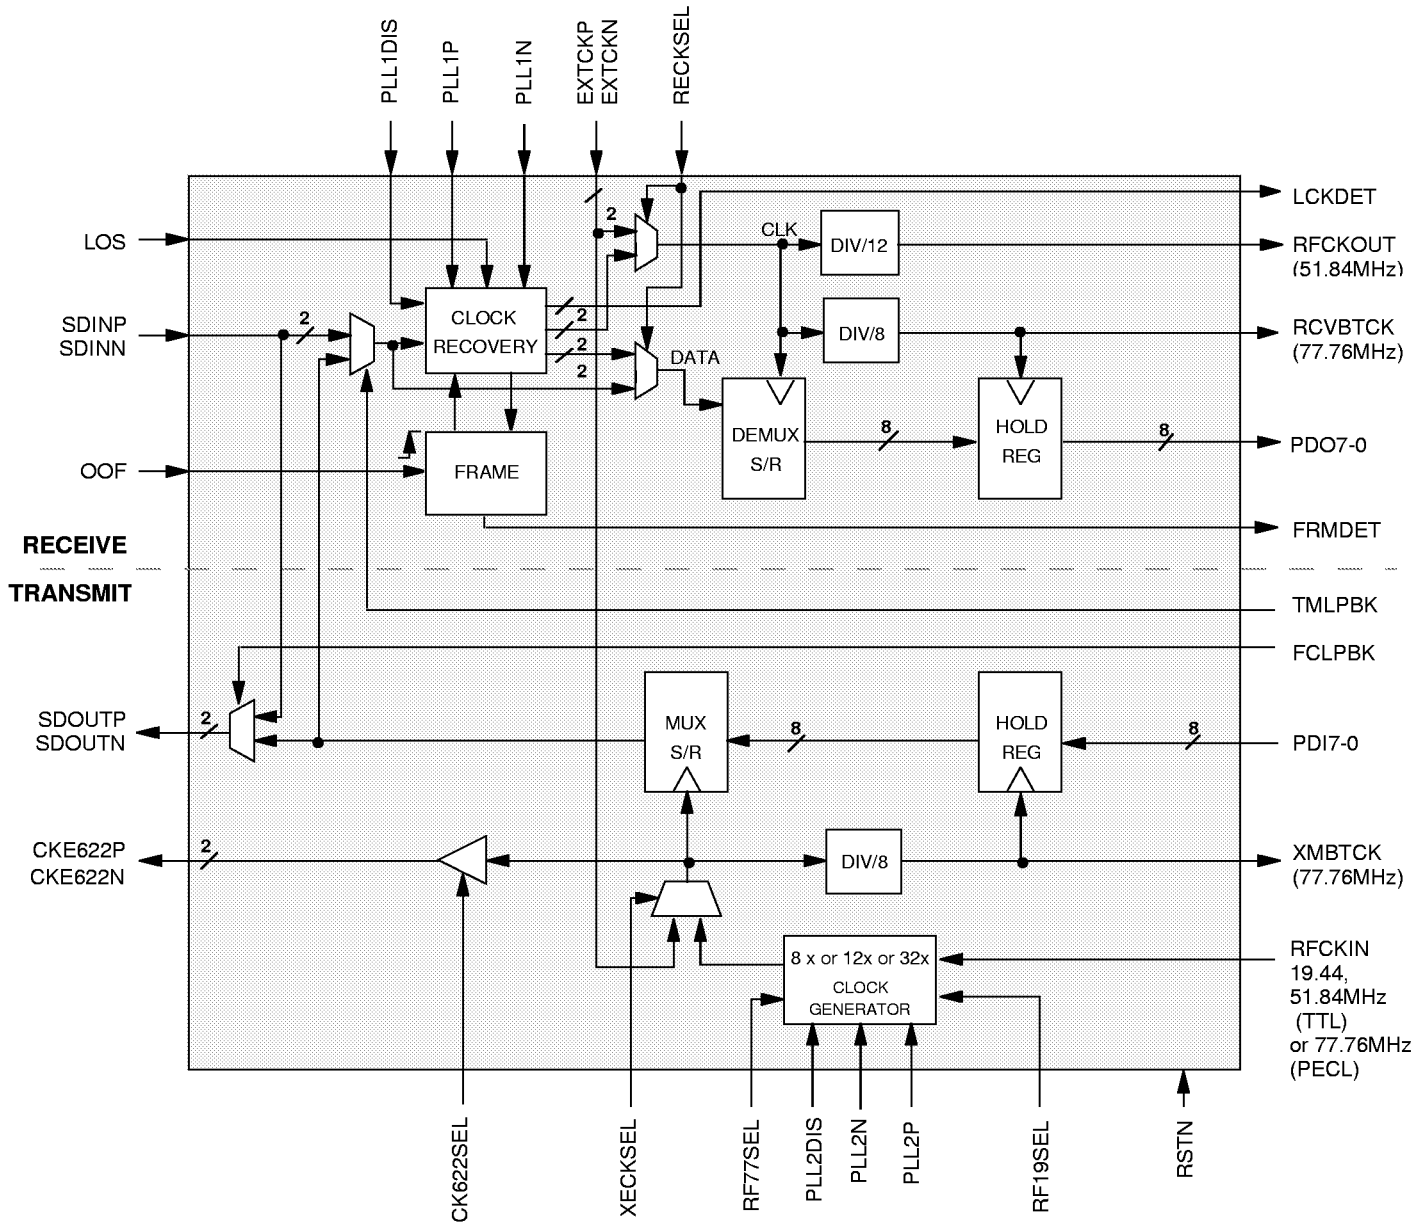 PLL1DIS
PLL1P
PLL1N
EXTCKP
EXTCKN
RECKSEL
LOS
SDINP
SDINN
OOF
2
2
2
2
2
CLOCK
RECOVERY
FRAME
CLK
DATA
DIV/12
DIV/8
DEMUX
S/R
8
HOLD
REG
8
LCKDET
RFCKOUT
(51.84MHz)
RCVBTCK
(77.76MHz)
PDO7-0
FRMDET
RECEIVE
TRANSMIT
TMLPBK
FCLPBK
SDOUTP
SDOUTN
2
MUX
S/R
8
HOLD
REG
8
PDI7-0
CKE622P
CKE622N
2
DIV/8
XMBTCK
(77.76MHz)
8 x or 12x or 32x
CLOCK
GENERATOR
RFCKIN
19.44,
51.84MHz
(TTL)
or 77.76MHz
(PECL)
CK622SEL
XECKSEL
RF77SEL
PLL2DIS
PLL2N
PLL2P
RF19SEL
RSTN